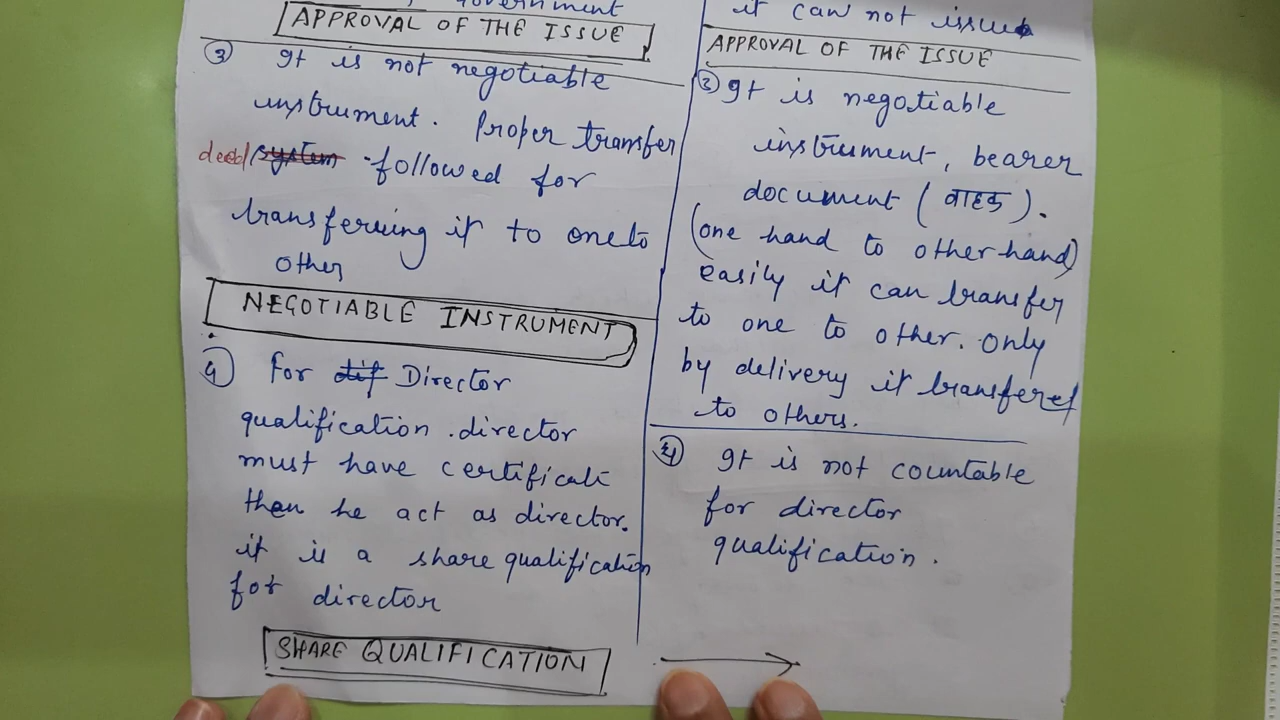 Government
APPROVAL OF THE ISSUE
③ It is not negotiable
instrument. Proper transfer
deed/system followed for
transfering it to one to
other
NEGOTIABLE INSTRUMENT
④ For dif Director
qualification . director
must have certificate
then he act as director.
it is a share qualification
for director
SHARE QUALIFICATION
it can not issue
APPROVAL OF THE ISSUE
③ It is negotiable
instrument, bearer
document (वाहक).
(one hand to other hand)
easily it can transfer
to one to other. Only
by delivery it transfered
to others.
④ It is not countable
for director
qualification.